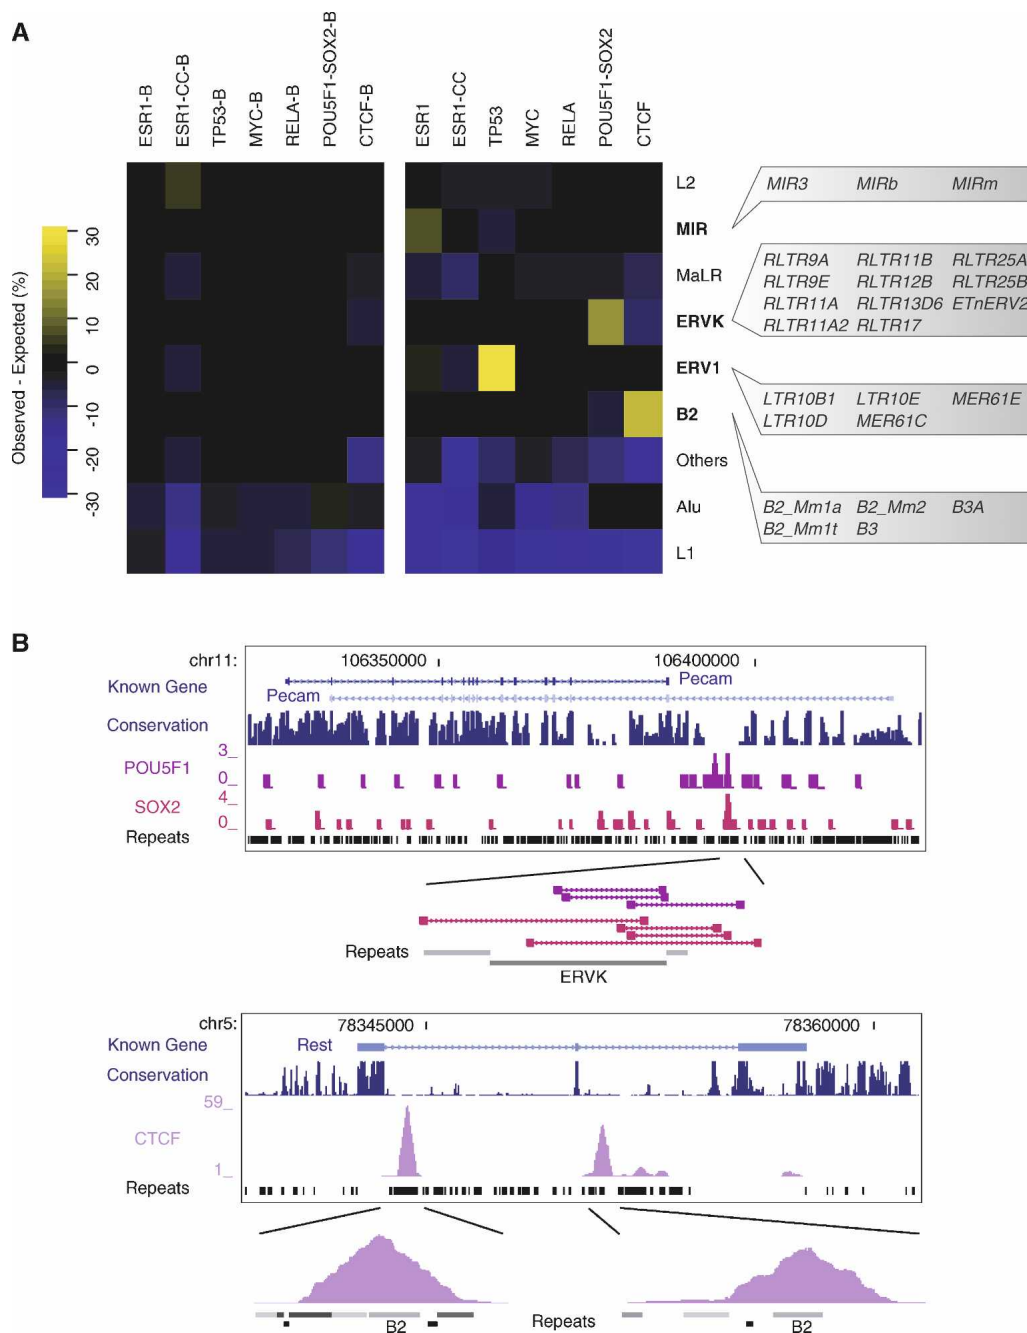 A
ESR1-B
ESR1-CC-B
TP53-B
MYC-B
RELA-B
POU5F1-SOX2-B
CTCF-B
ESR1
ESR1-CC
TP53
MYC
RELA
POU5F1-SOX2
CTCF
Observed - Expected (%)
30
20
10
0
-10
-20
-30
L2
MIR
MaLR
ERVK
ERV1
B2
Others
Alu
L1
MIR3 MIRb MIRm
RLTR9A RLTR11B RLTR25A
RLTR9E RLTR12B RLTR25B
RLTR11A RLTR13D6 ETnERV2
RLTR11A2 RLTR17
LTR10B1 LTR10E MER61E
LTR10D MER61C
B2_Mm1a B2_Mm2 B3A
B2_Mm1t B3
B
chr11: 106350000 106400000
Known Gene Pecam
Pecam
Conservation
3_
POU5F1
0_
4_
SOX2
0_
Repeats
Repeats
ERVK
chr5: 78345000 78360000
Known Gene Rest
Conservation
59_
CTCF
1_
Repeats
B2 Repeats B2